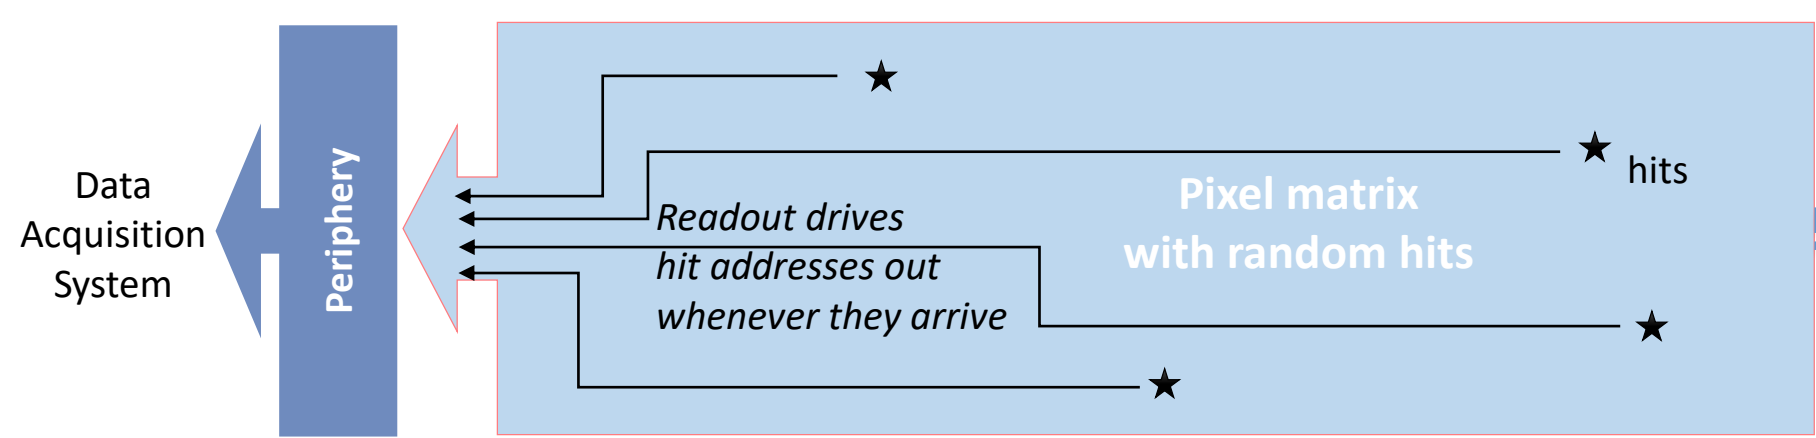 Data
Acquisition
System
Periphery
Readout drives
hit addresses out
whenever they arrive
Pixel matrix
with random hits
hits